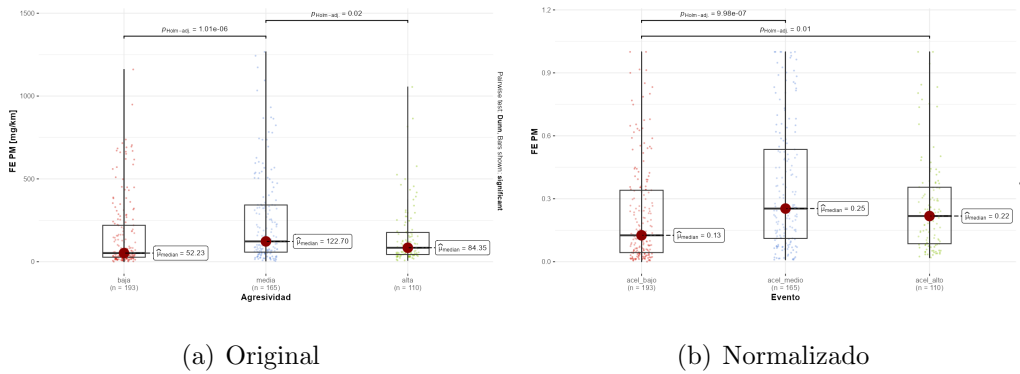 1500
1000
500
0
FE PM [mg/km]
pHolm−adj. = 0.02
pHolm−adj. = 1.01e-06
μ̂median = 52.23
μ̂median = 122.70
μ̂median = 84.35
baja
(n = 193)
media
(n = 165)
alta
(n = 110)
Agresividad
Pairwise test: Dunn, Bars shown: significant
(a) Original
1.2
0.9
0.6
0.3
0.0
FE PM
pHolm−adj. = 9.98e-07
pHolm−adj. = 0.01
μ̂median = 0.13
μ̂median = 0.25
μ̂median = 0.22
acel_bajo
(n = 193)
acel_medio
(n = 165)
acel_alto
(n = 110)
Evento
(b) Normalizado